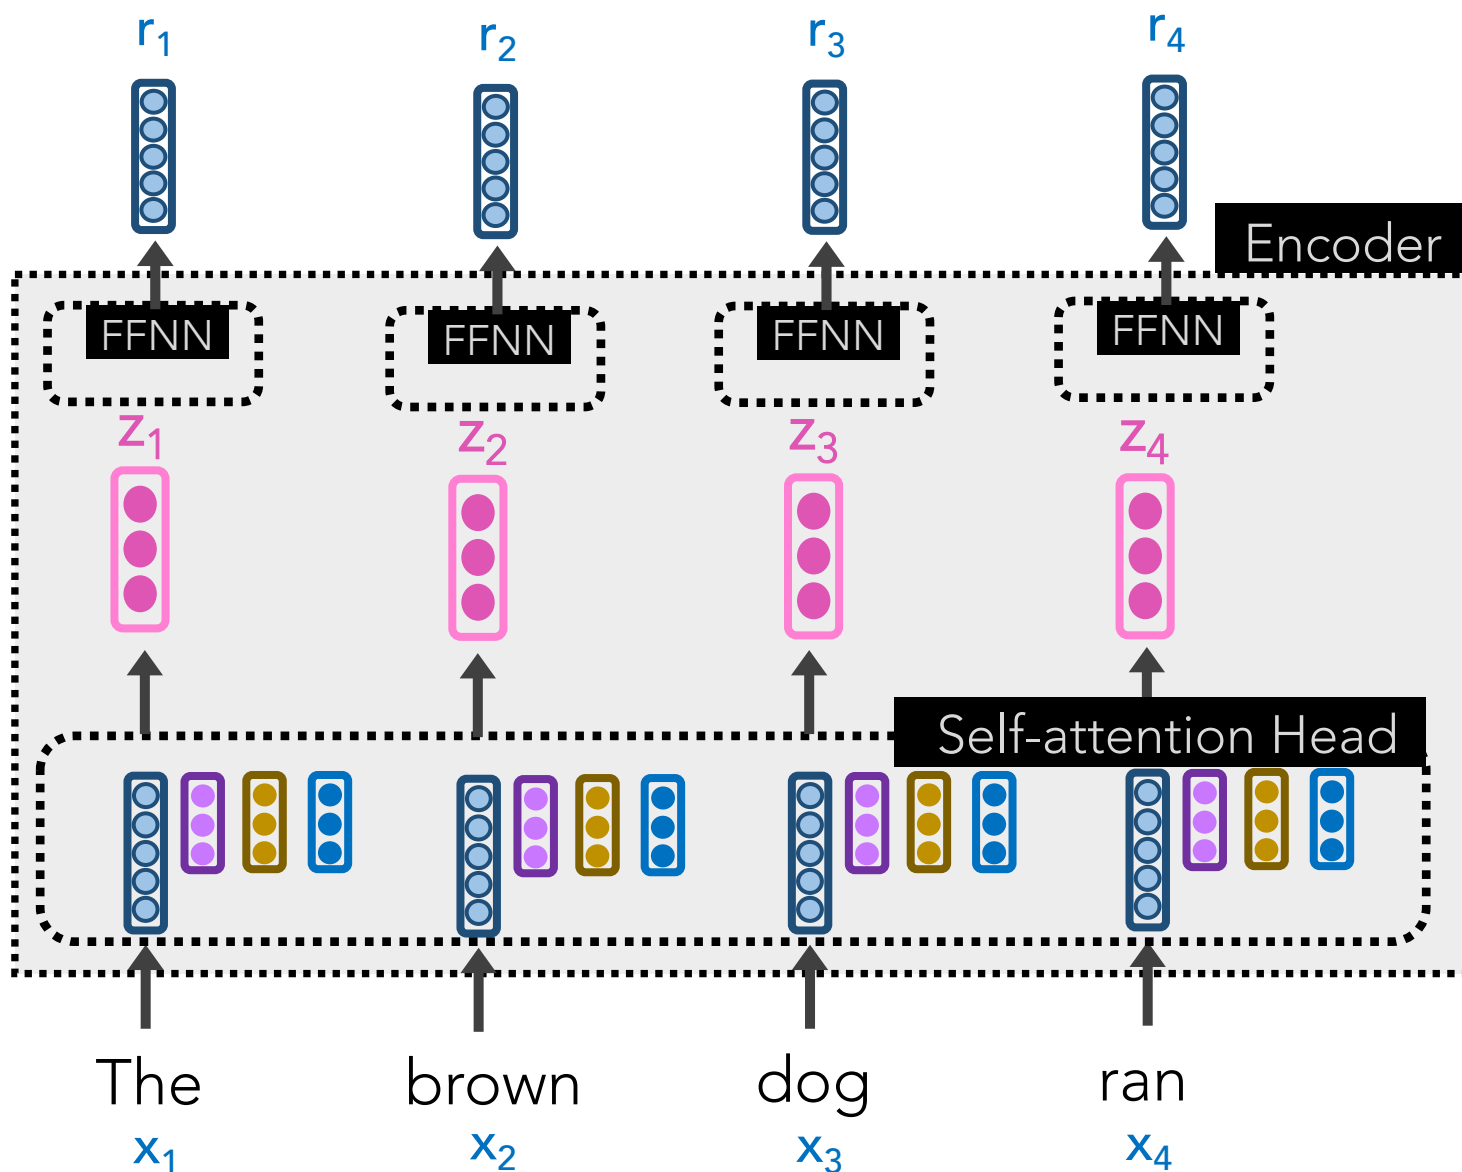 r1 r2 r3 r4
Encoder
FFNN FFNN FFNN FFNN
z1 z2 z3 z4
Self-attention Head
The brown dog ran
x1 x2 x3 x4